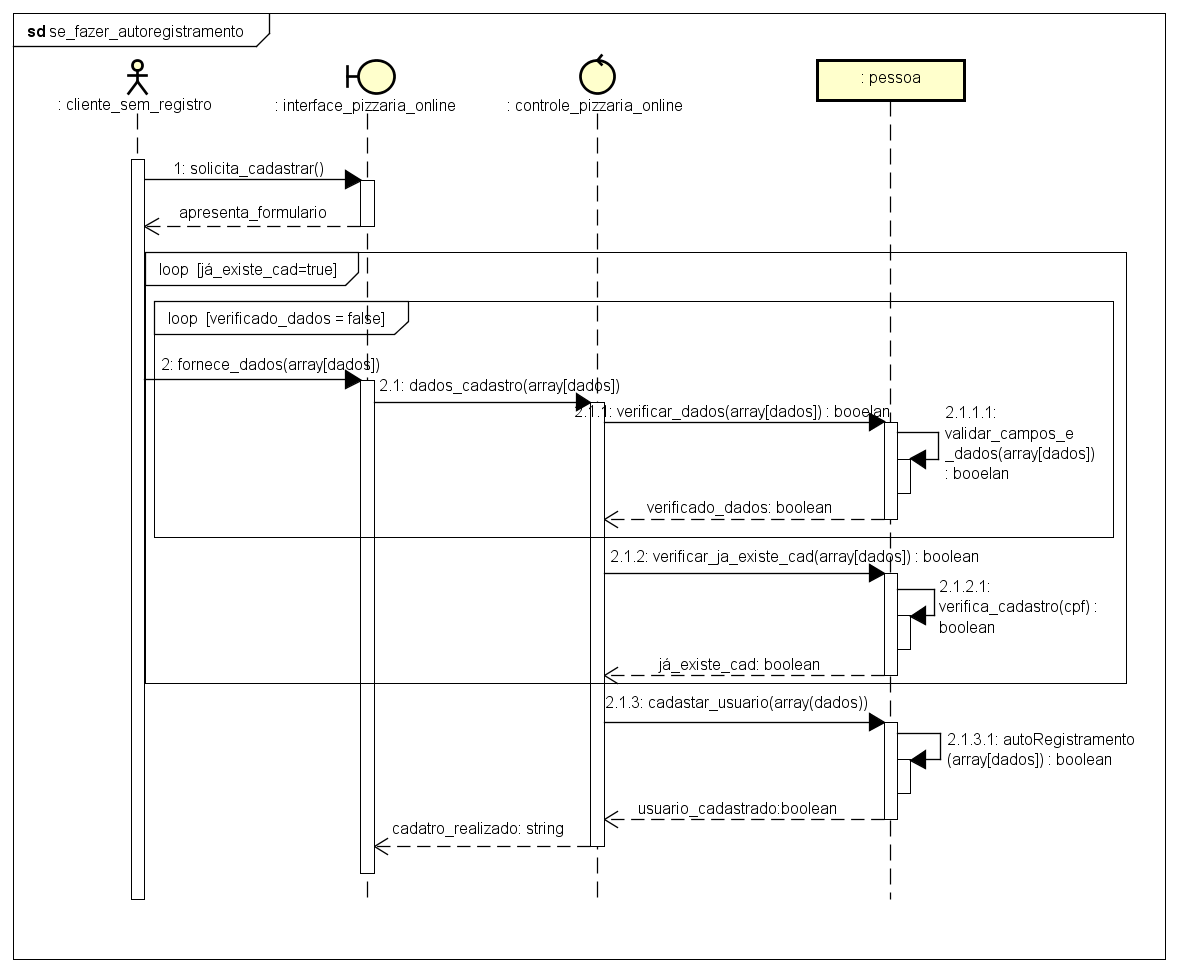 sd se_fazer_autoregistramento
: cliente_sem_registro
: interface_pizzaria_online
: controle_pizzaria_online
: pessoa
1: solicita_cadastrar()
apresenta_formulario
loop [já_existe_cad=true]
loop [verificado_dados = false]
2: fornece_dados(array[dados])
2.1: dados_cadastro(array[dados])
2.1.1: verificar_dados(array[dados]) : booelan
2.1.1.1:
validar_campos_e
_dados(array[dados])
: booelan
verificado_dados: boolean
2.1.2: verificar_ja_existe_cad(array[dados]) : boolean
2.1.2.1:
verifica_cadastro(cpf) :
boolean
já_existe_cad: boolean
2.1.3: cadastar_usuario(array(dados))
2.1.3.1: autoRegistramento
(array[dados]) : boolean
usuario_cadastrado:boolean
cadatro_realizado: string